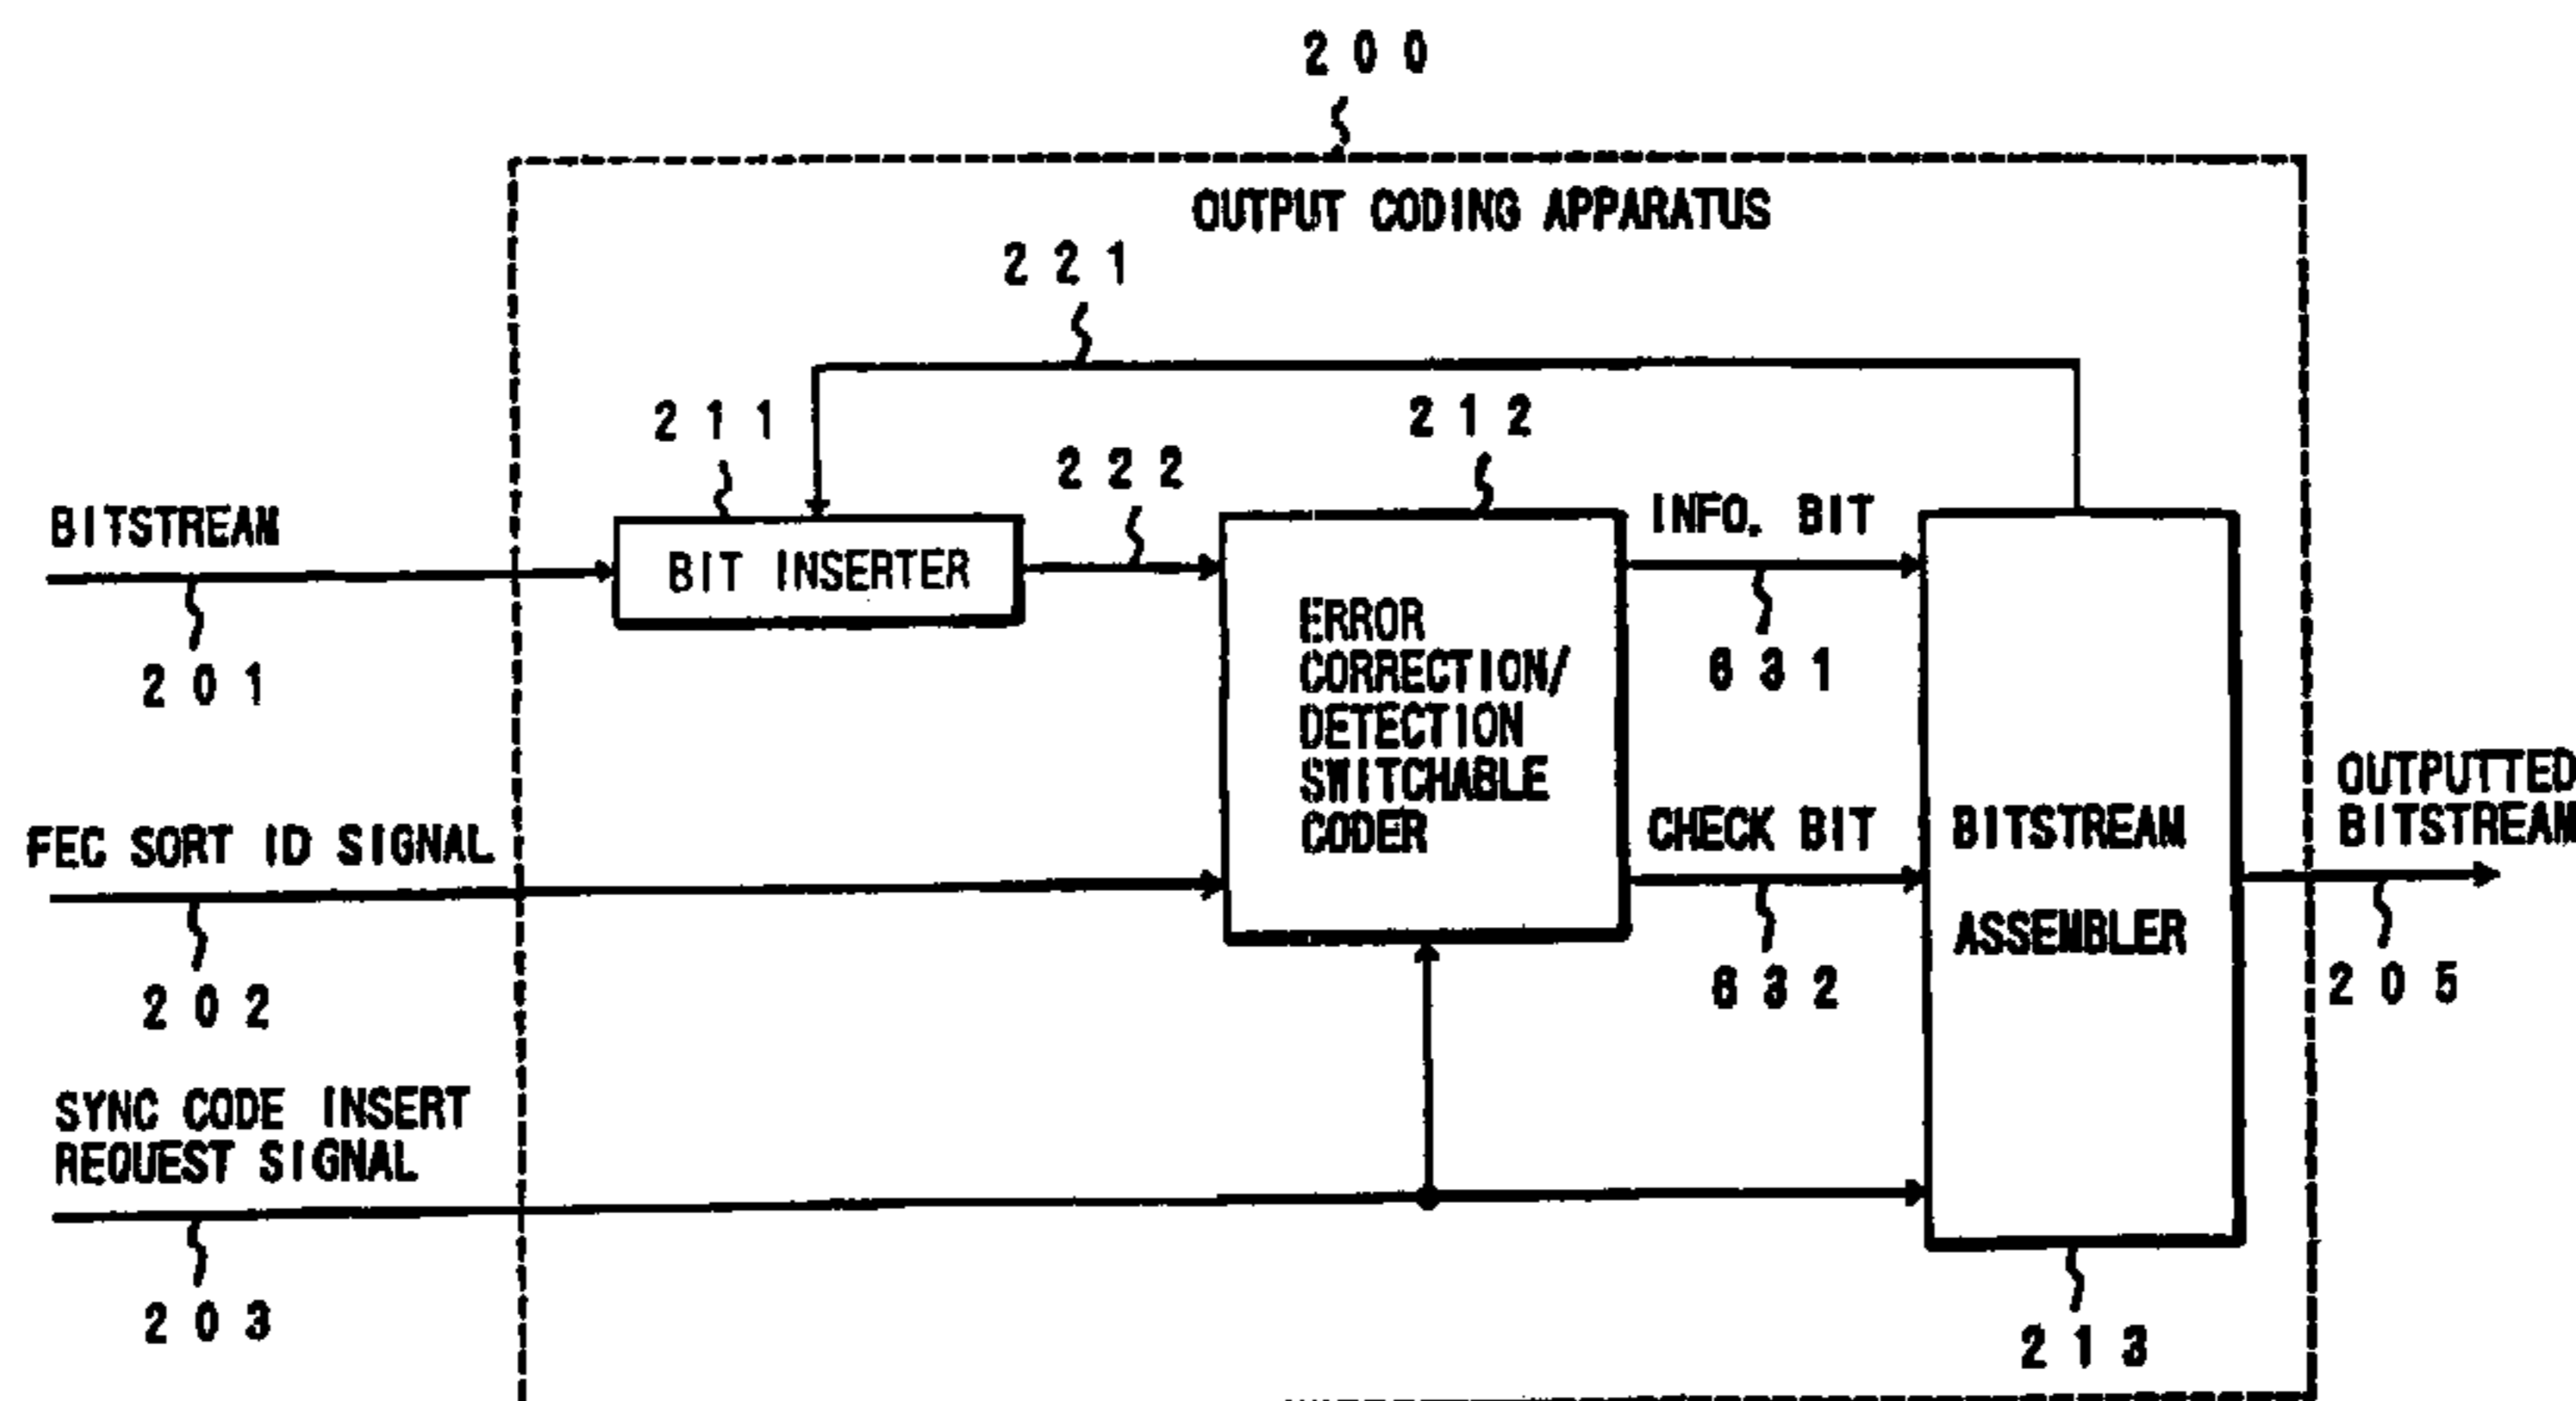 200
OUTPUT CODING APPARATUS
221
211
212
222
BITSTREAM
INFO. BIT
BIT INSERTER
ERROR
CORRECTION/
DETECTION
SWITCHABLE
CODER
201
631
FEC SORT ID SIGNAL
CHECK BIT
BITSTREAM
ASSEMBLER
OUTPUTTED
BITSTREAM
202
632
205
SYNC CODE INSERT
REQUEST SIGNAL
203
213